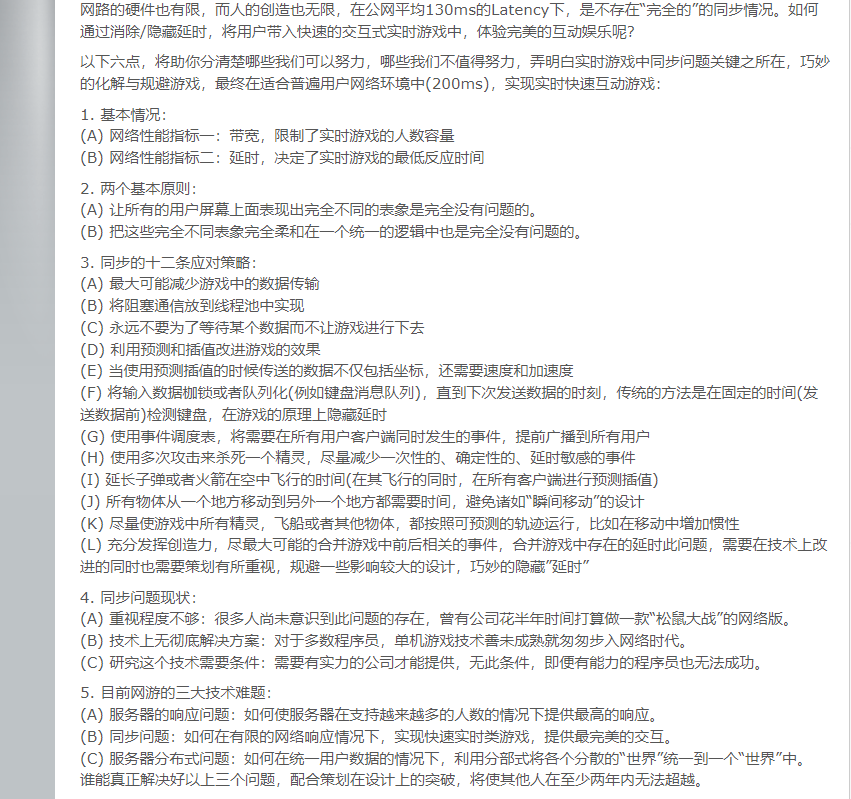 网路的硬件也有限，而人的创造也无限，在公网平均130ms的Latency下，是不存在“完全的”的同步情况。如何
通过消除/隐藏延时，将用户带入快速的交互式实时游戏中，体验完美的互动娱乐呢？
以下六点，将助你分清楚哪些我们可以努力，哪些我们不值得努力，弄明白实时游戏中同步问题关键之所在，巧妙
的化解与规避游戏，最终在适合普遍用户网络环境中(200ms)，实现实时快速互动游戏：
1. 基本情况：
(A) 网络性能指标一：带宽，限制了实时游戏的人数容量
(B) 网络性能指标二：延时，决定了实时游戏的最低反应时间
2. 两个基本原则：
(A) 让所有的用户屏幕上面表现出完全不同的表象是完全没有问题的。
(B) 把这些完全不同表象完全柔和在一个统一的逻辑中也是完全没有问题的。
3. 同步的十二条应对策略：
(A) 最大可能减少游戏中的数据传输
(B) 将阻塞通信放到线程池中实现
(C) 永远不要为了等待某个数据而不让游戏进行下去
(D) 利用预测和插值改进游戏的效果
(E) 当使用预测插值的时候传送的数据不仅包括坐标，还需要速度和加速度
(F) 将输入数据枷锁或者队列化(例如键盘消息队列)，直到下次发送数据的时刻，传统的方法是在固定的时间(发
送数据前)检测键盘，在游戏的原理上隐藏延时
(G) 使用事件调度表，将需要在所有用户客户端同时发生的事件，提前广播到所有用户
(H) 使用多次攻击来杀死一个精灵，尽量减少一次性的、确定性的、延时敏感的事件
(I) 延长子弹或者火箭在空中飞行的时间(在其飞行的同时，在所有客户端进行预测插值)
(J) 所有物体从一个地方移动到另外一个地方都需要时间，避免诸如“瞬间移动”的设计
(K) 尽量使游戏中所有精灵，飞船或者其他物体，都按照可预测的轨迹运行，比如在移动中增加惯性
(L) 充分发挥创造力，尽最大可能的合并游戏中前后相关的事件，合并游戏中存在的延时此问题，需要在技术上改
进的同时也需要策划有所重视，规避一些影响较大的设计，巧妙的隐藏”延时”
4. 同步问题现状：
(A) 重视程度不够：很多人尚未意识到此问题的存在，曾有公司花半年时间打算做一款“松鼠大战”的网络版。
(B) 技术上无彻底解决方案：对于多数程序员，单机游戏技术善未成熟就匆匆步入网络时代。
(C) 研究这个技术需要条件：需要有实力的公司才能提供，无此条件，即便有能力的程序员也无法成功。
5. 目前网游的三大技术难题：
(A) 服务器的响应问题：如何使服务器在支持越来越多的人数的情况下提供最高的响应。
(B) 同步问题：如何在有限的网络响应情况下，实现快速实时类游戏，提供最完美的交互。
(C) 服务器分布式问题：如何在统一用户数据的情况下，利用分部式将各个分散的“世界”统一到一个“世界”中。
谁能真正解决好以上三个问题，配合策划在设计上的突破，将使其他人在至少两年内无法超越。